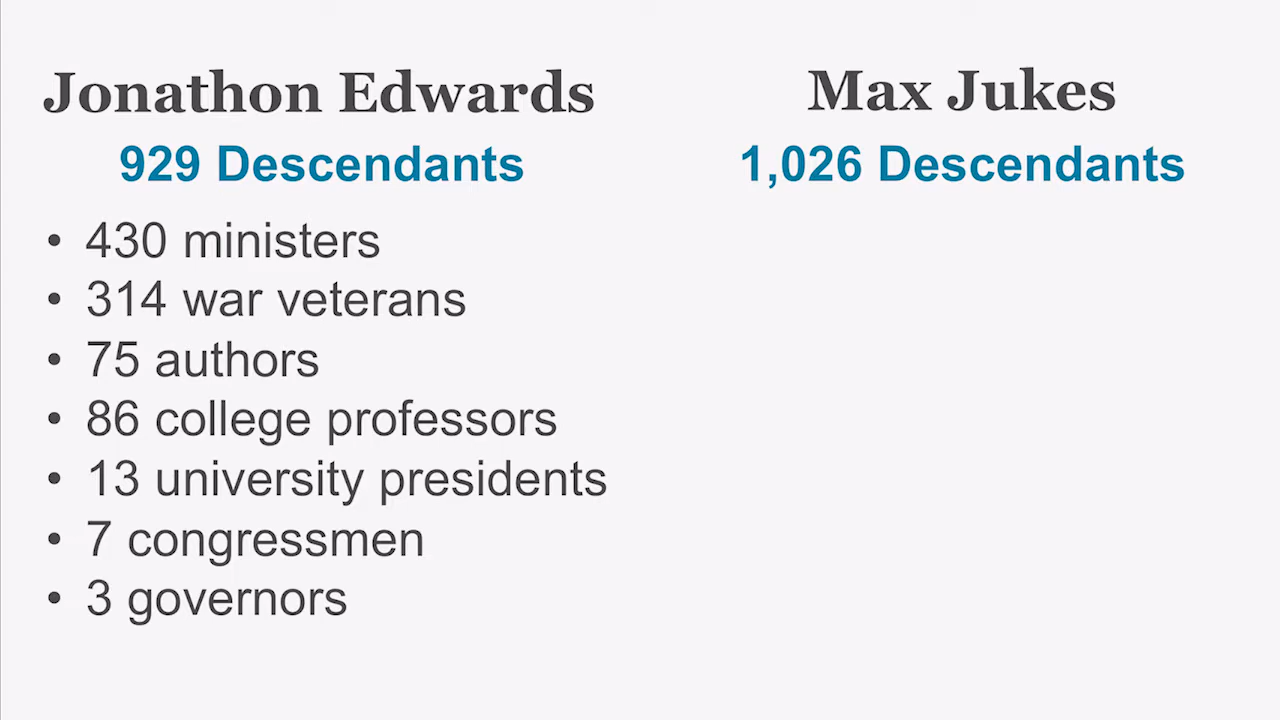 Jonathon Edwards
929 Descendants
• 430 ministers
• 314 war veterans
• 75 authors
• 86 college professors
• 13 university presidents
• 7 congressmen
• 3 governors
Max Jukes
1,026 Descendants